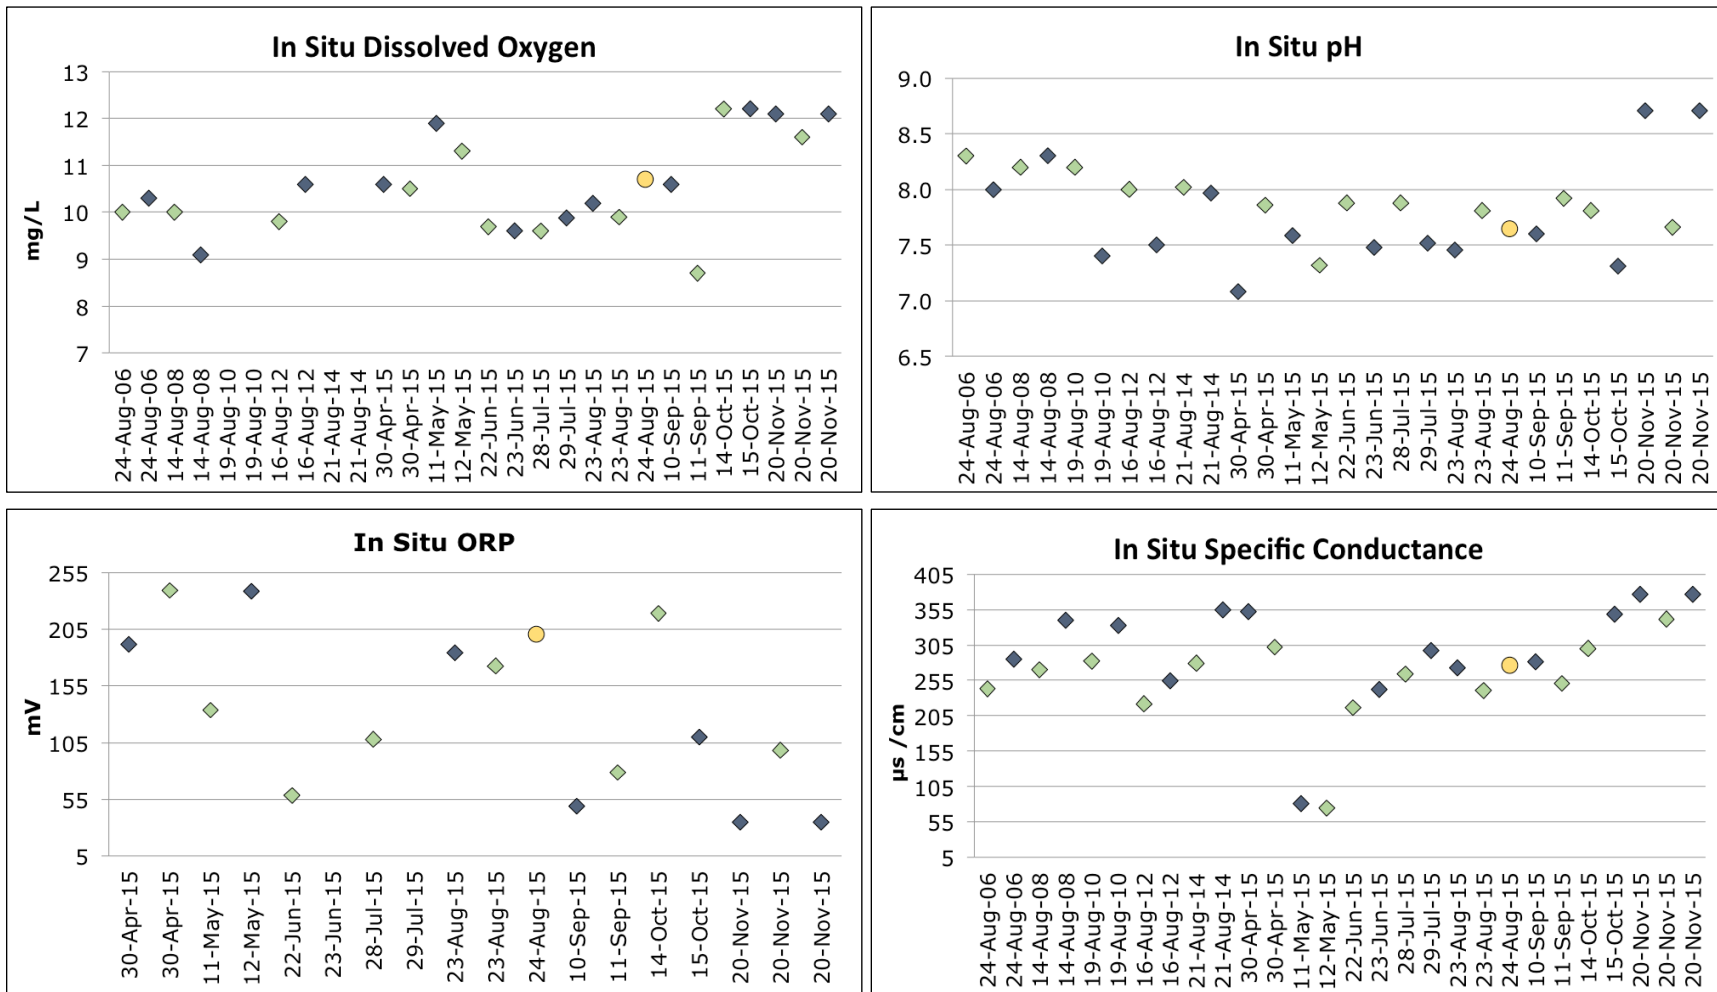 In Situ Dissolved Oxygen
mg/L
13
12
11
10
9
8
7
24-Aug-06
24-Aug-06
14-Aug-08
14-Aug-08
19-Aug-10
19-Aug-10
16-Aug-12
16-Aug-12
21-Aug-14
21-Aug-14
30-Apr-15
30-Apr-15
11-May-15
12-May-15
22-Jun-15
23-Jun-15
28-Jul-15
29-Jul-15
23-Aug-15
23-Aug-15
24-Aug-15
10-Sep-15
11-Sep-15
14-Oct-15
15-Oct-15
20-Nov-15
20-Nov-15
20-Nov-15
In Situ pH
9.0
8.5
8.0
7.5
7.0
6.5
24-Aug-06
24-Aug-06
14-Aug-08
14-Aug-08
19-Aug-10
19-Aug-10
16-Aug-12
16-Aug-12
21-Aug-14
21-Aug-14
30-Apr-15
30-Apr-15
11-May-15
12-May-15
22-Jun-15
23-Jun-15
28-Jul-15
29-Jul-15
23-Aug-15
23-Aug-15
24-Aug-15
10-Sep-15
11-Sep-15
14-Oct-15
15-Oct-15
20-Nov-15
20-Nov-15
20-Nov-15
In Situ ORP
mV
255
205
155
105
55
5
30-Apr-15
30-Apr-15
11-May-15
12-May-15
22-Jun-15
23-Jun-15
28-Jul-15
29-Jul-15
23-Aug-15
23-Aug-15
24-Aug-15
10-Sep-15
11-Sep-15
14-Oct-15
15-Oct-15
20-Nov-15
20-Nov-15
20-Nov-15
In Situ Specific Conductance
µs /cm
405
355
305
255
205
155
105
55
5
24-Aug-06
24-Aug-06
14-Aug-08
14-Aug-08
19-Aug-10
19-Aug-10
16-Aug-12
16-Aug-12
21-Aug-14
21-Aug-14
30-Apr-15
30-Apr-15
11-May-15
12-May-15
22-Jun-15
23-Jun-15
28-Jul-15
29-Jul-15
23-Aug-15
23-Aug-15
24-Aug-15
10-Sep-15
11-Sep-15
14-Oct-15
15-Oct-15
20-Nov-15
20-Nov-15
20-Nov-15